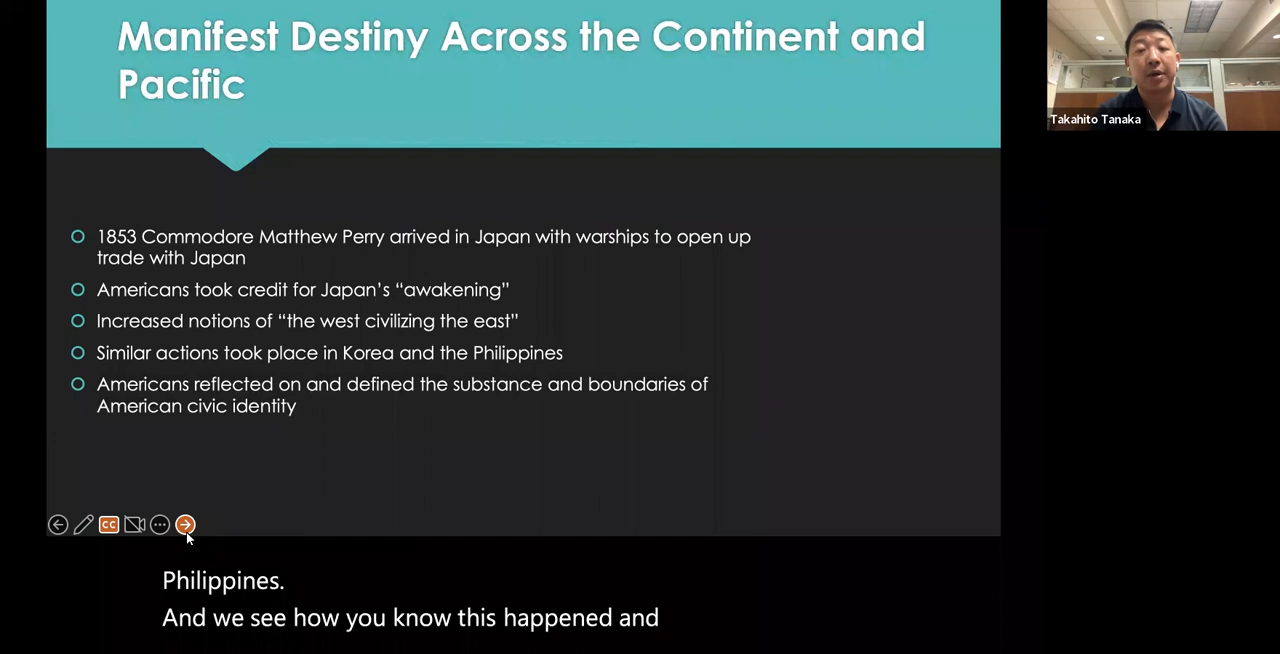 Manifest Destiny Across the Continent and
Pacific
Takahito Tanaka
1853 Commodore Matthew Perry arrived in Japan with warships to open up
trade with Japan
Americans took credit for Japan's “awakening”
Increased notions of “the west civilizing the east”
Similar actions took place in Korea and the Philippines
Americans reflected on and defined the substance and boundaries of
American civic identity
CC
Philippines.
And we see how you know this happened and